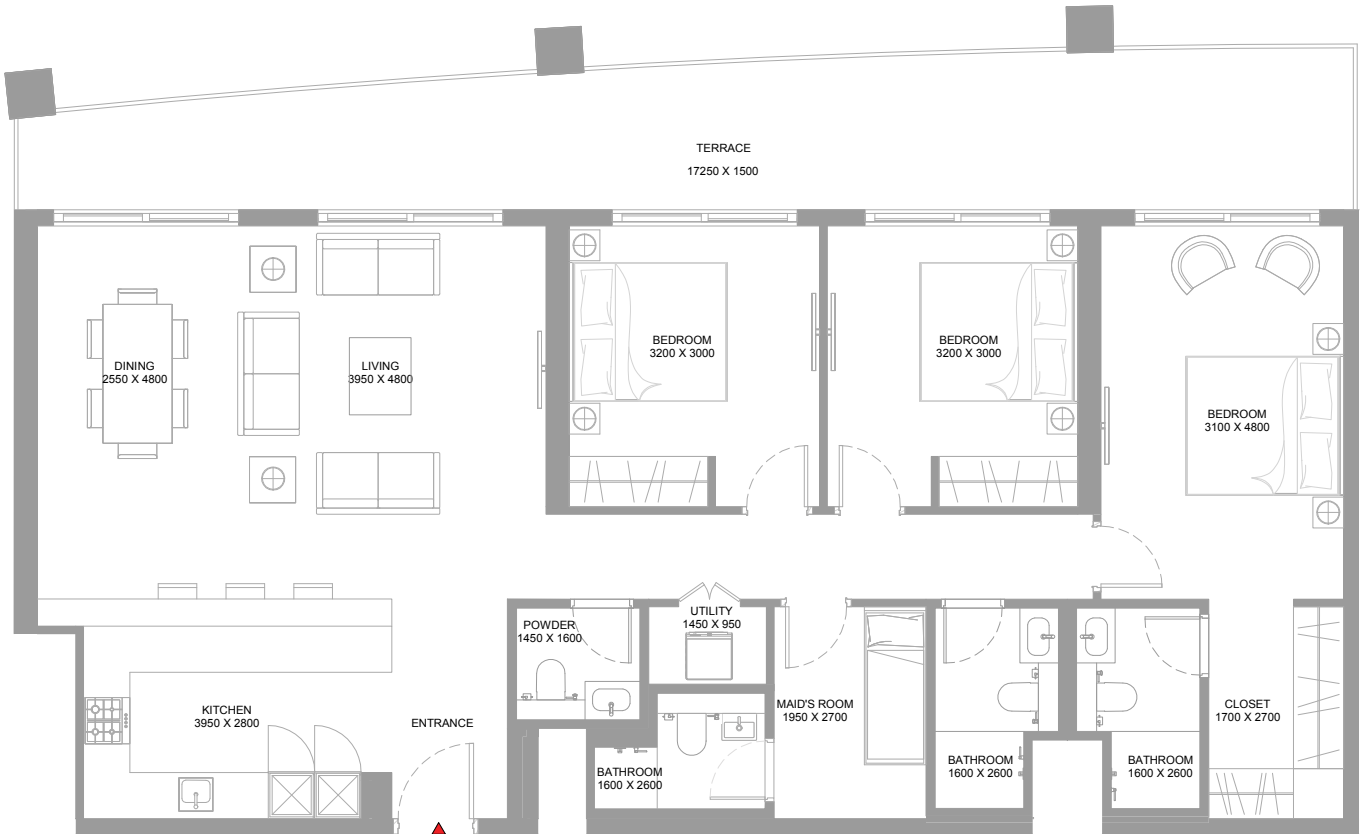 TERRACE
17250 X 1500
DINING
2550 X 4800
LIVING
3950 X 4800
BEDROOM
3200 X 3000
BEDROOM
3200 X 3000
BEDROOM
3100 X 4800
POWDER
1450 X 1600
UTILITY
1450 X 950
KITCHEN
3950 X 2800
ENTRANCE
MAID'S ROOM
1950 X 2700
CLOSET
1700 X 2700
BATHROOM
1600 X 2600
BATHROOM
1600 X 2600
BATHROOM
1600 X 2600